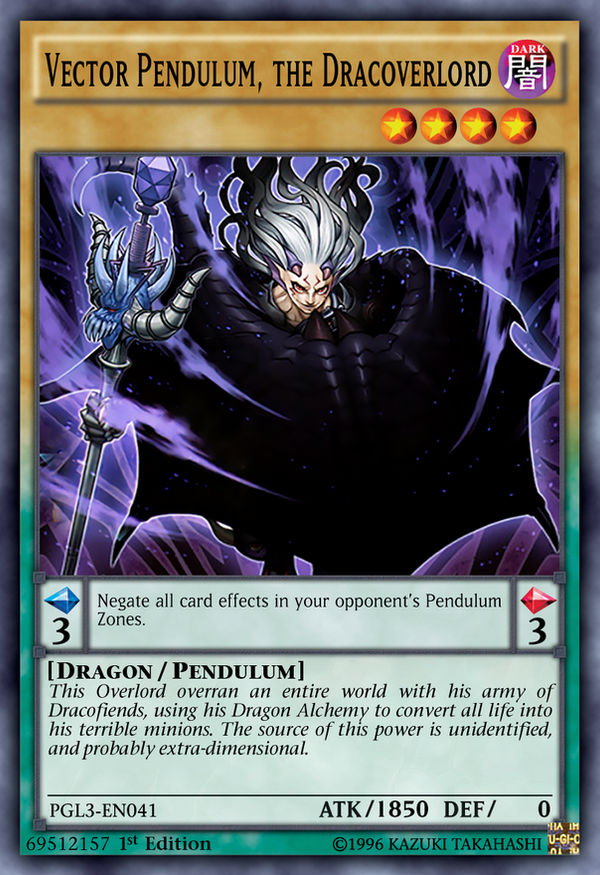 Vector Pendulum, the Dracoverlord
DARK
闇
Negate all card effects in your opponent's Pendulum
Zones.
3
3
[Dragon / Pendulum]
This Overlord overran an entire world with his army of
Dracofiends, using his Dragon Alchemy to convert all life into
his terrible minions. The source of this power is unidentified,
and probably extra-dimensional.
PGL3-EN041
ATK/1850 DEF/ 0
69512157 1st Edition
©1996 KAZUKI TAKAHASHI